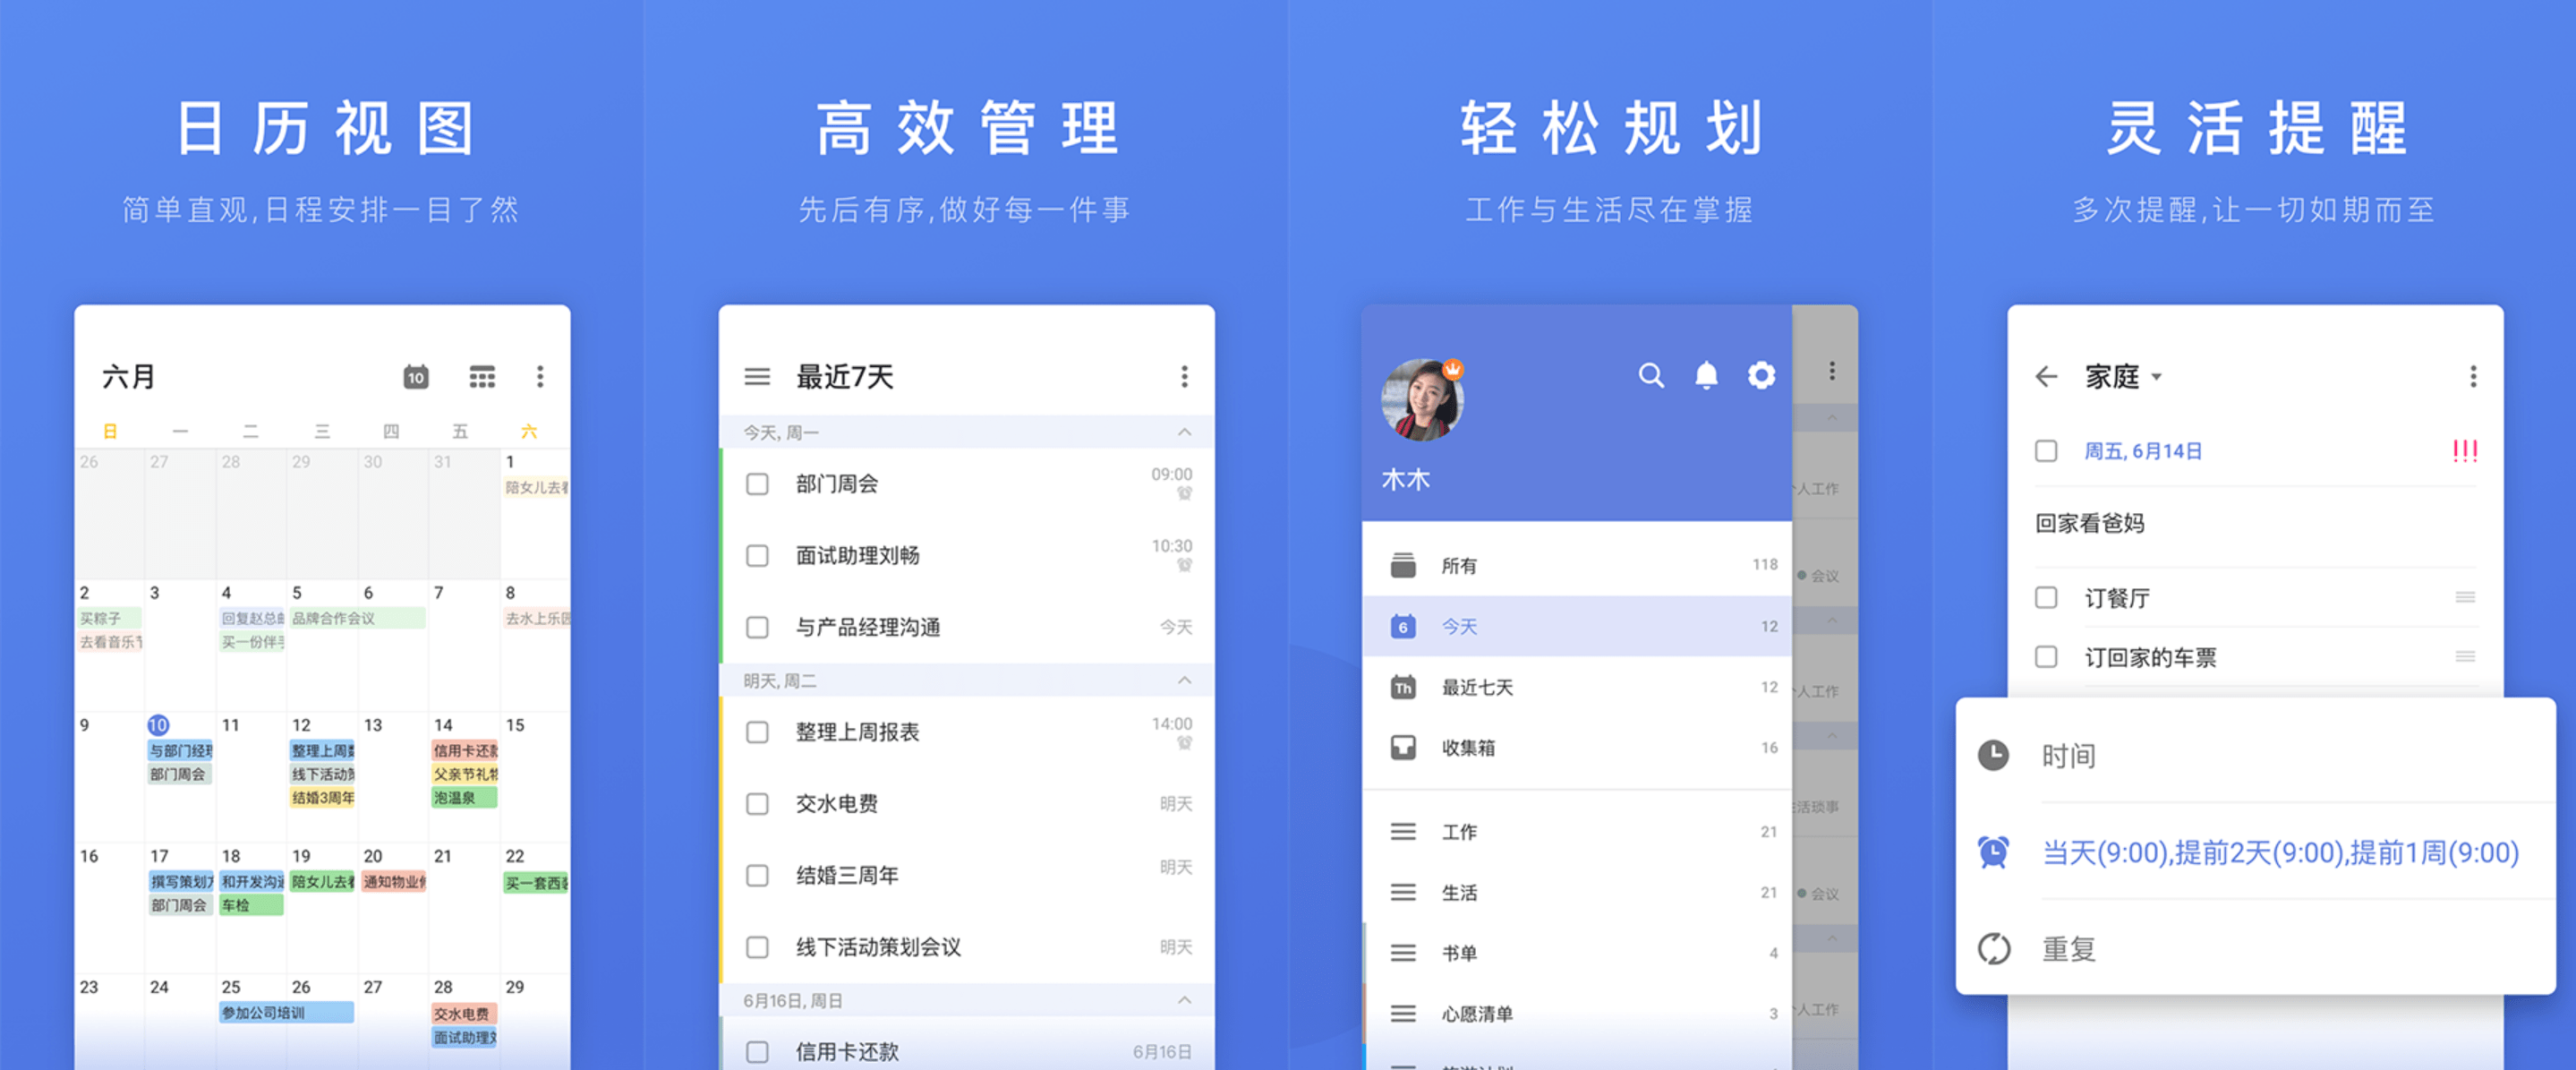 日历视图
简单直观,日程安排一目了然
六月
10
日 一 二 三 四 五 六
26 27 28 29 30 31 1
陪女儿去看
2 3 4 5 6 7 8
买粽子 回复赵总 品牌合作会议 去水上乐园
去看音乐节 买一份伴手
9 10 11 12 13 14 15
与部门经理 整理上周 信用卡还款
部门周会 线下活动策 父亲节礼物
结婚3周年 泡温泉
16 17 18 19 20 21 22
撰写策划方 和开发沟通 陪女儿去看 通知物业 买一套西装
部门周会 车检
23 24 25 26 27 28 29
参加公司培训 交水电费
面试助理刘
高效管理
先后有序,做好每一件事
最近7天
今天, 周一
部门周会 09:00
面试助理刘畅 10:30
与产品经理沟通 今天
明天, 周二
整理上周报表 14:00
交水电费 明天
结婚三周年 明天
线下活动策划会议 明天
6月16日, 周日
信用卡还款 6月16日
轻松规划
工作与生活尽在掌握
木木
所有 118
6 今天 12
Th 最近七天 12
收集箱 16
工作 21
生活 21
书单 4
心愿清单 3
个人工作
会议
个人工作
生活琐事
会议
个人工作
灵活提醒
多次提醒,让一切如期而至
家庭
周五, 6月14日 !!!
回家看爸妈
订餐厅
订回家的车票
时间
当天(9:00),提前2天(9:00),提前1周(9:00)
重复